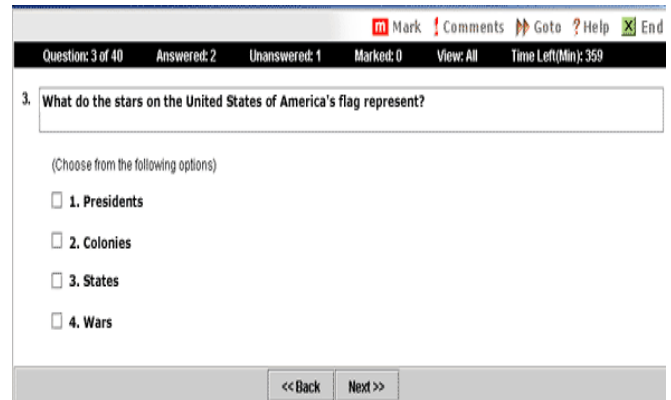 m Mark ! Comments Goto ? Help X End
Question: 3 of 40 Answered: 2 Unanswered: 1 Marked: 0 View: All Time Left(Min): 359
3. What do the stars on the United States of America's flag represent?
(Choose from the following options)
1. Presidents
2. Colonies
3. States
4. Wars
<< Back Next >>